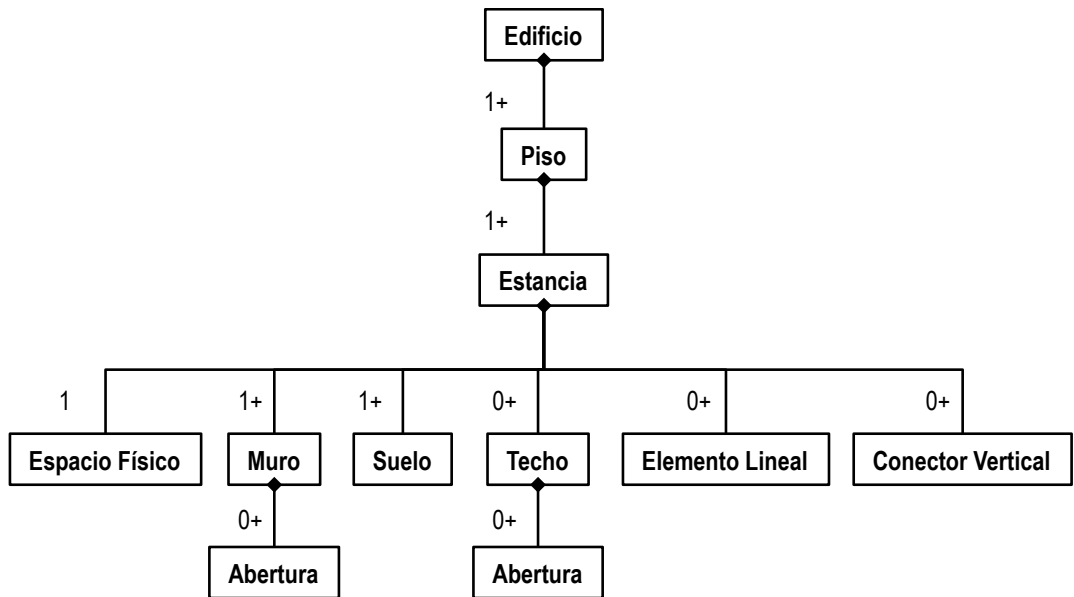 Edificio
1+
Piso
1+
Estancia
1 1+ 1+ 0+ 0+ 0+
Espacio Físico Muro Suelo Techo Elemento Lineal Conector Vertical
0+ 0+
Abertura Abertura